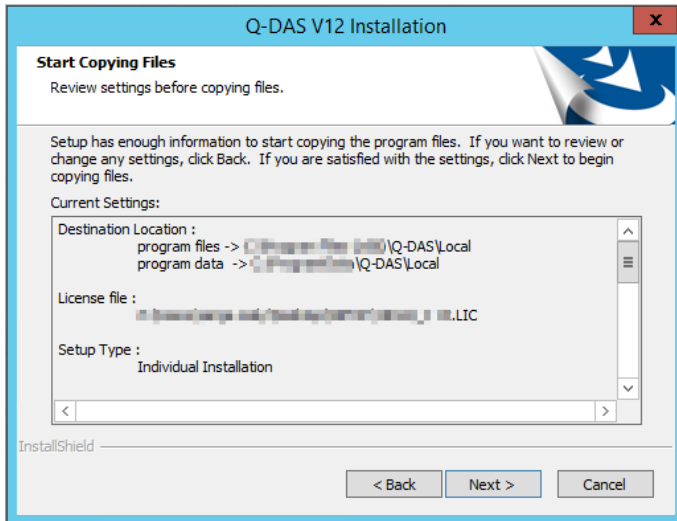 Q-DAS V12 Installation
x
Start Copying Files
Review settings before copying files.
Setup has enough information to start copying the program files. If you want to review or
change any settings, click Back. If you are satisfied with the settings, click Next to begin
copying files.
Current Settings:
Destination Location :
program files -> \Q-DAS\Local
program data -> \Q-DAS\Local
License file :
.LIC
Setup Type :
Individual Installation
InstallShield
< Back Next > Cancel